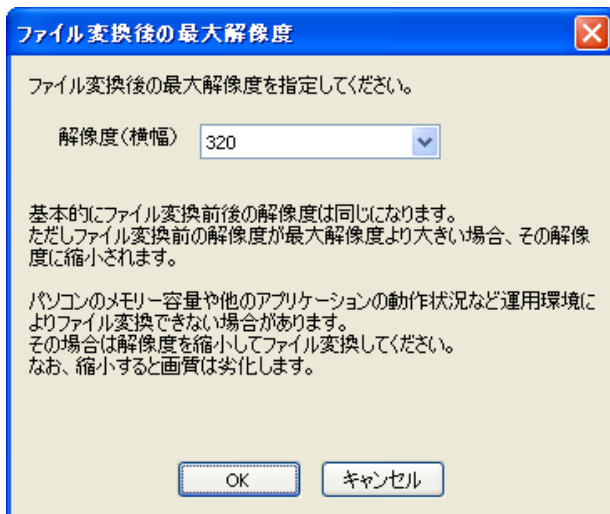 ファイル変換後の最大解像度
ファイル変換後の最大解像度を指定してください。
解像度(横幅) 320
基本的にファイル変換前後の解像度は同じになります。
ただしファイル変換前の解像度が最大解像度より大きい場合、その解像
度に縮小されます。
パソコンのメモリー容量や他のアプリケーションの動作状況など運用環境に
よりファイル変換できない場合があります。
その場合は解像度を縮小してファイル変換してください。
なお、縮小すると画質は劣化します。
OK キャンセル